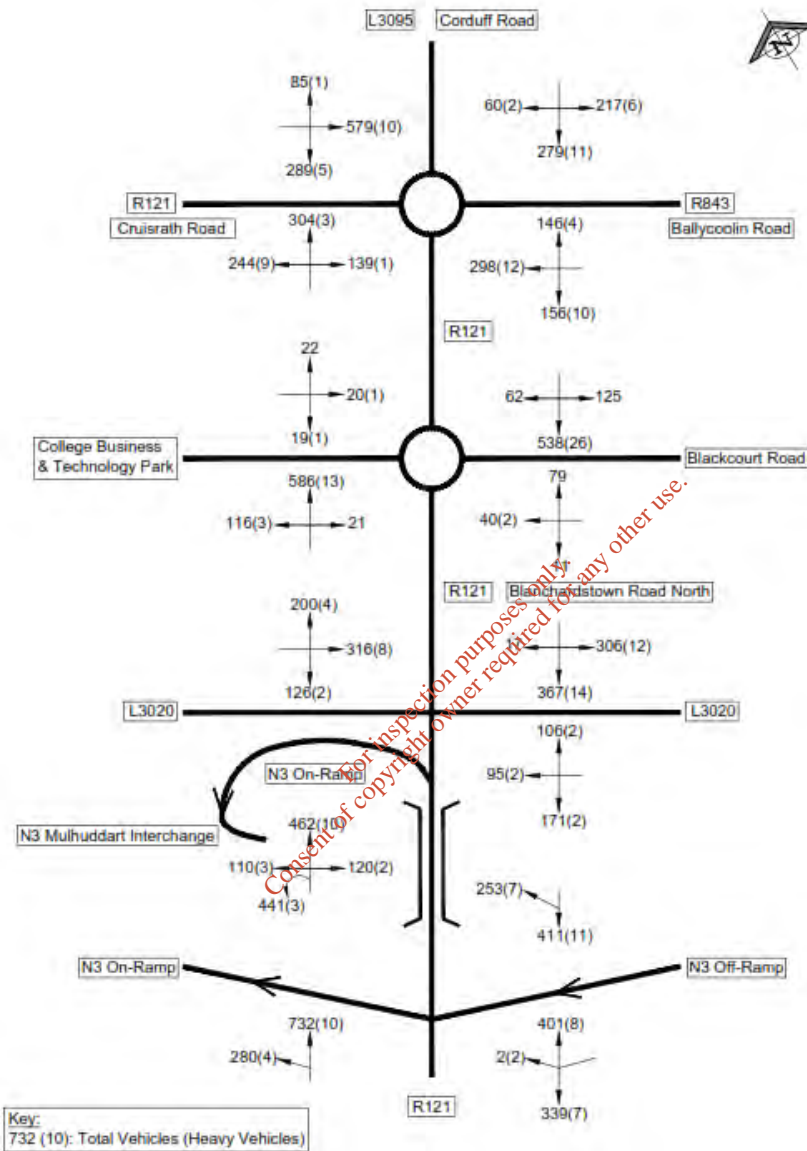 L3095 Corduff Road
N
85(1)
579(10)
289(5)
60(2) 217(6)
279(11)
R121
Cruisrath Road
R843
Ballycoolin Road
304(3)
244(9) 139(1)
146(4)
298(12)
156(10)
R121
22
20(1)
19(1)
62 125
538(26)
College Business
& Technology Park
Blackcourt Road
586(13)
116(3) 21
79
40(2)
R121 Blanchardstown Road North
200(4)
316(8)
126(2)
306(12)
367(14)
L3020
L3020
106(2)
95(2)
171(2)
N3 On-Ramp
N3 Mulhuddart Interchange
462(10)
110(3) 120(2)
441(3)
253(7)
411(11)
N3 On-Ramp
N3 Off-Ramp
732(10)
280(4)
401(8)
2(2)
339(7)
R121
Key:
732 (10): Total Vehicles (Heavy Vehicles)
For inspection purposes only.
Consent of copyright owner required for any other use.